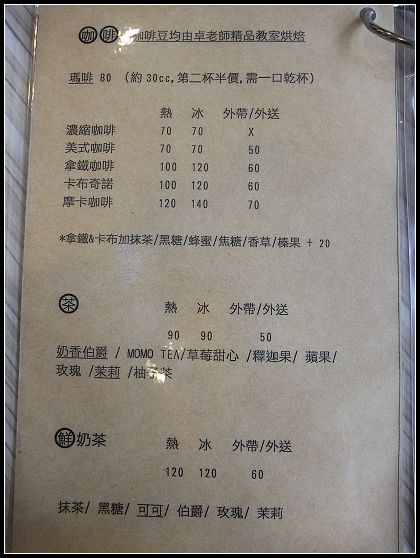 咖啡 咖啡豆均由卓老師精品教室烘焙
瑪啡 80 (約30cc,第二杯半價,需一口乾杯)
熱 冰 外帶/外送
濃縮咖啡 70 70 X
美式咖啡 70 70 50
拿鐵咖啡 100 120 60
卡布奇諾 100 120 60
摩卡咖啡 120 140 70
*拿鐵&卡布加抹茶/黑糖/蜂蜜/焦糖/香草/榛果 + 20
茶 熱 冰 外帶/外送
90 90 50
奶香伯爵 / MOMO TEA/草莓甜心 /釋迦果/ 蘋果/
玫瑰 /茉莉 /柚子茶
鮮奶茶 熱 冰 外帶/外送
120 120 60
抹茶/ 黑糖/ 可可/ 伯爵/ 玫瑰/ 茉莉